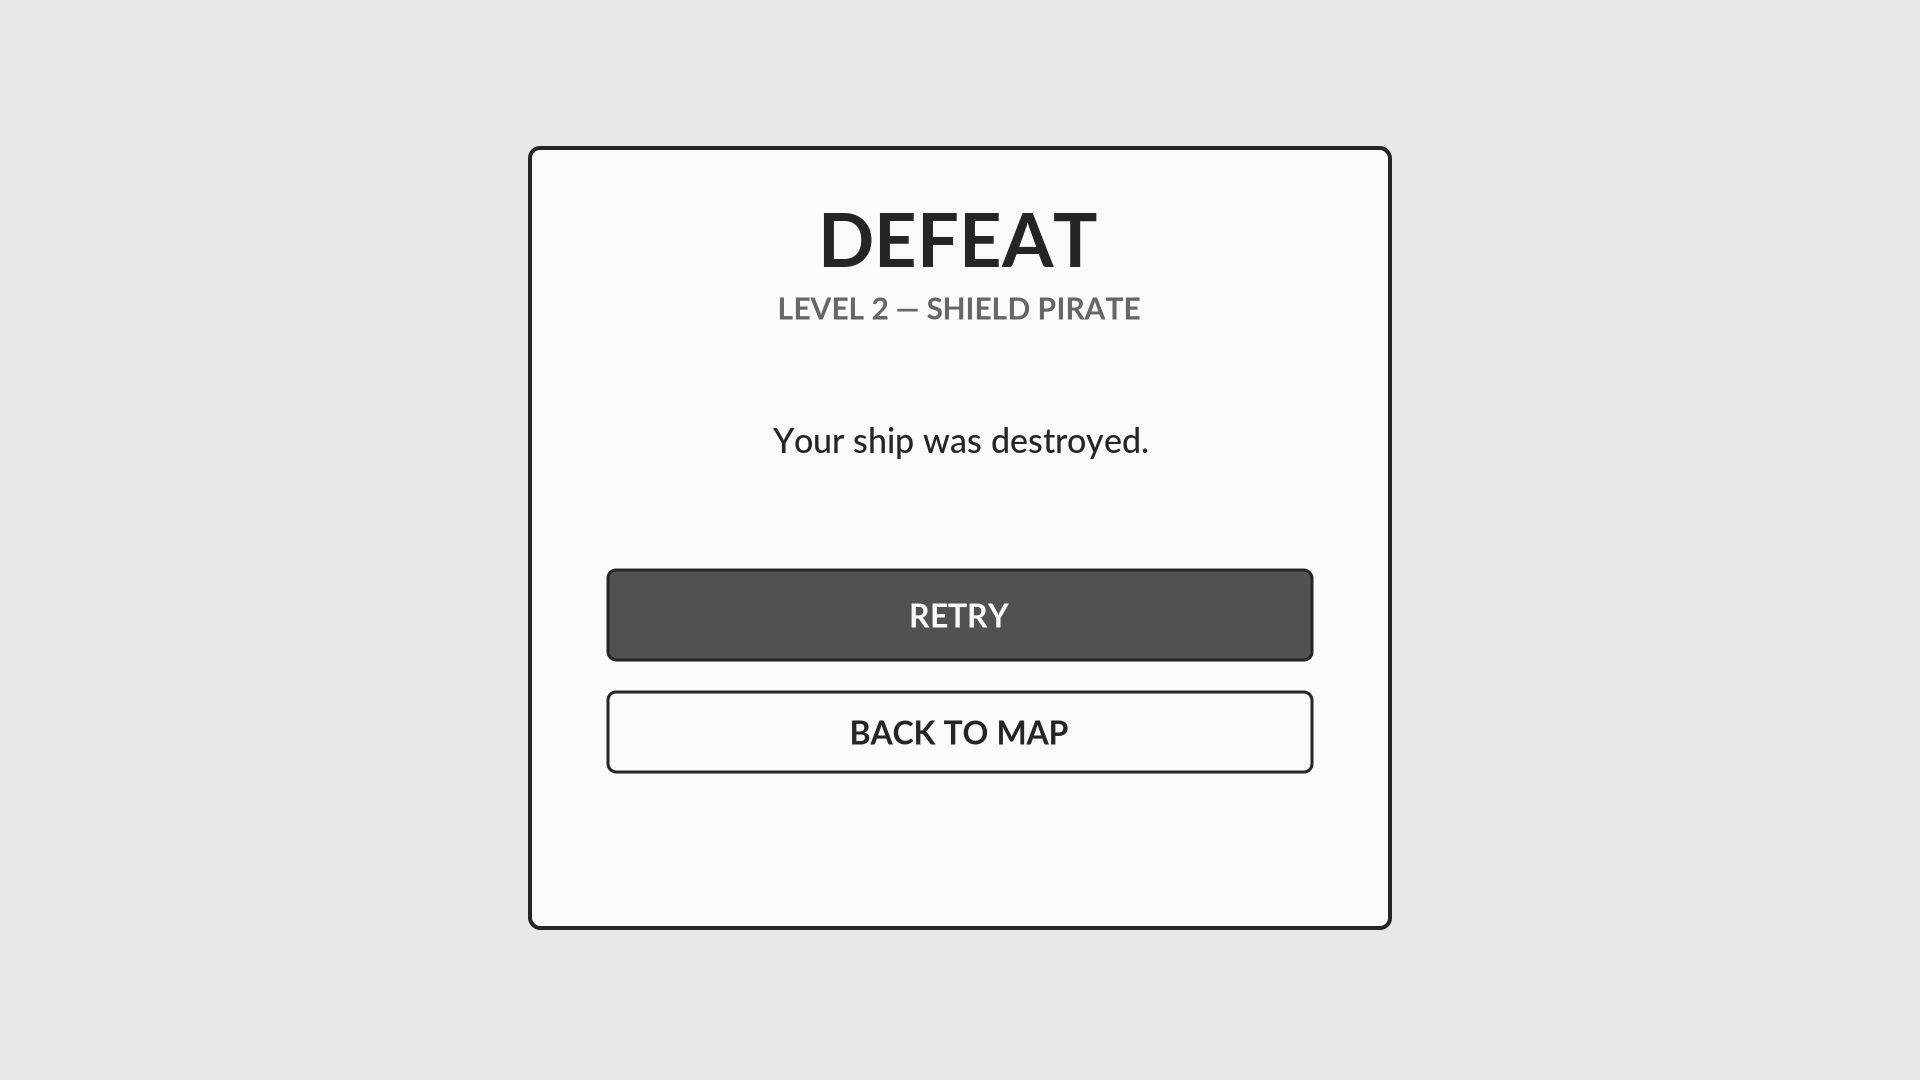 DEFEAT
LEVEL 2 — SHIELD PIRATE
Your ship was destroyed.
RETRY
BACK TO MAP